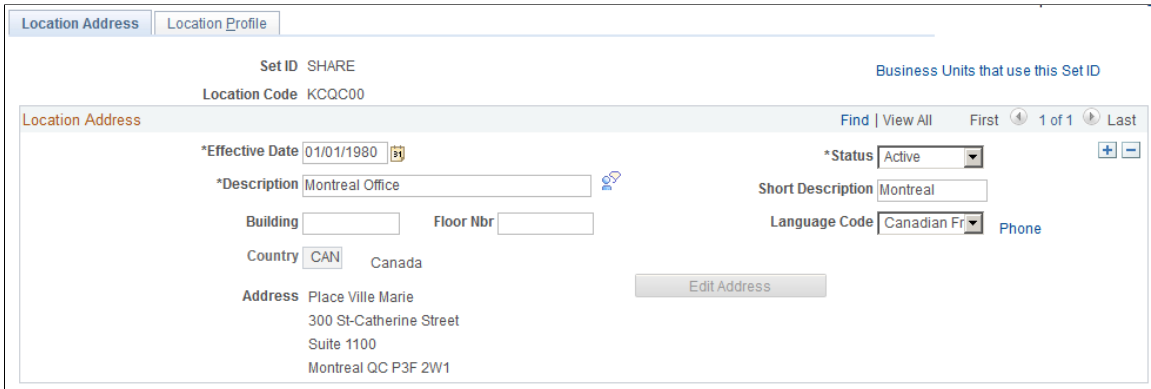 Location Address Location Profile
Set ID SHARE Business Units that use this Set ID
Location Code KCQC00
Location Address Find | View All First 1 of 1 Last
*Effective Date 01/01/1980 31 *Status Active
*Description Montreal Office Short Description Montreal
Building Floor Nbr Language Code Canadian Fr Phone
Country CAN Canada
Edit Address
Address Place Ville Marie
300 St-Catherine Street
Suite 1100
Montreal QC P3F 2W1